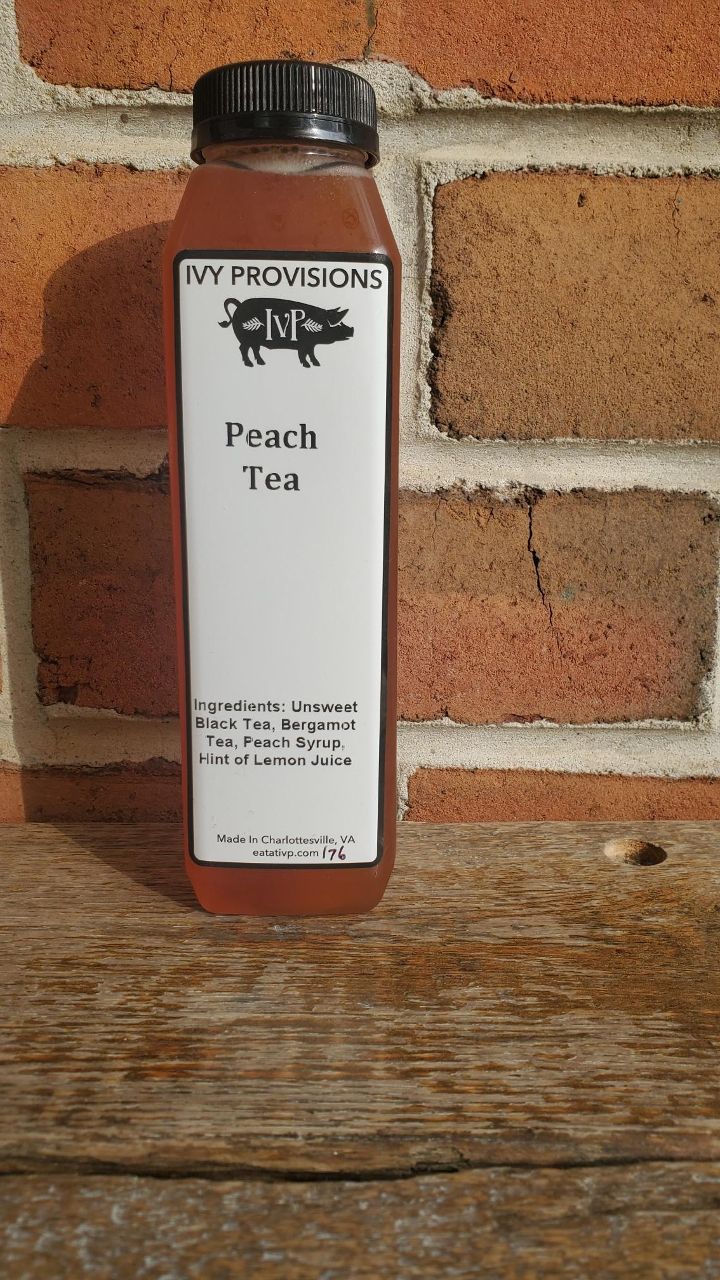 IVY PROVISIONS
IVP
Peach
Tea
Ingredients: Unsweet
Black Tea, Bergamot
Tea, Peach Syrup,
Hint of Lemon Juice
Made In Charlottesville, VA
eatativp.com 176